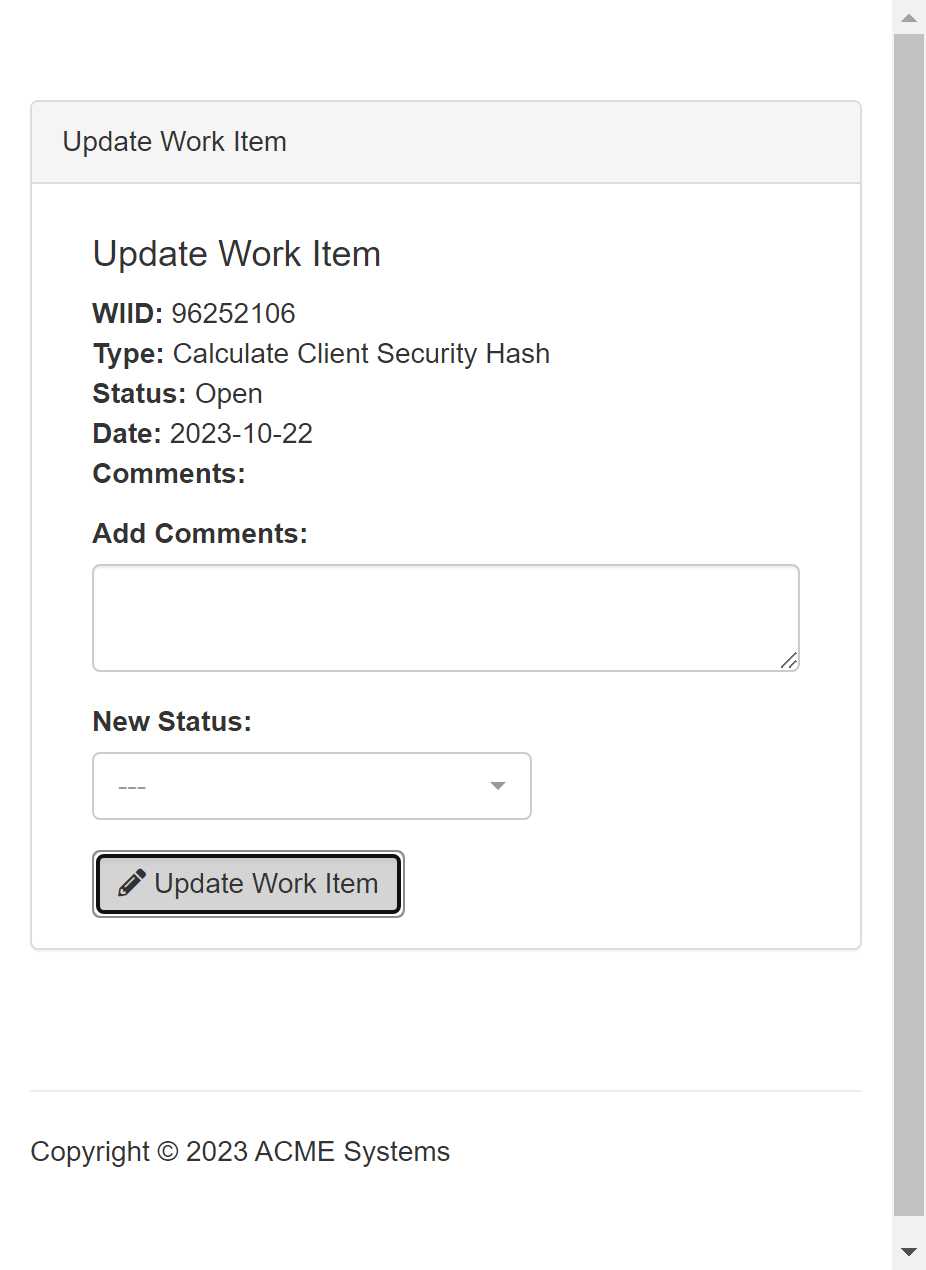 Update Work Item
Update Work Item
WIID: 96252106
Type: Calculate Client Security Hash
Status: Open
Date: 2023-10-22
Comments:
Add Comments:
New Status:
---
Update Work Item
Copyright © 2023 ACME Systems